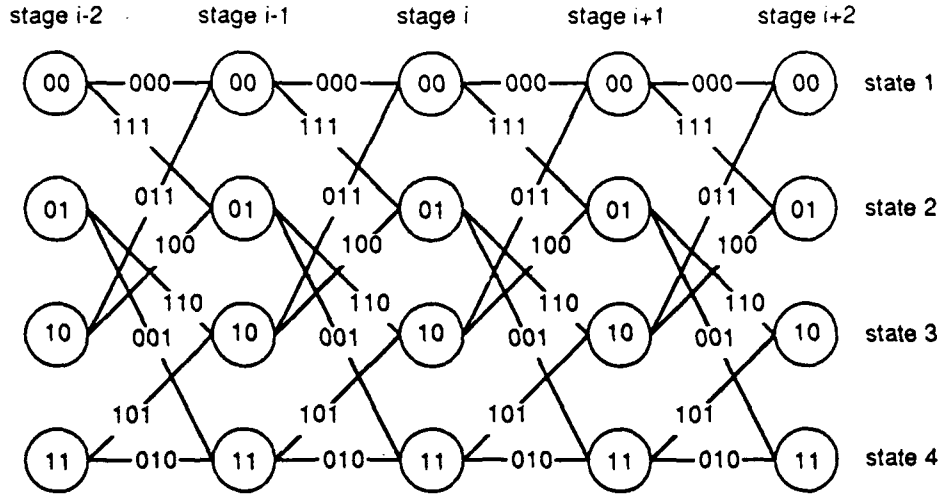 stage i-2 stage i-1 stage i stage i+1 stage i+2
00 000 00 000 00 000 00 000 00 state 1
111 111 111 111
011 011 011 011
01 01 01 01 01 state 2
100 100 100 100
110 110 110 110
10 001 10 001 10 001 10 001 10 state 3
101 101 101 101
11 010 11 010 11 010 11 010 11 state 4